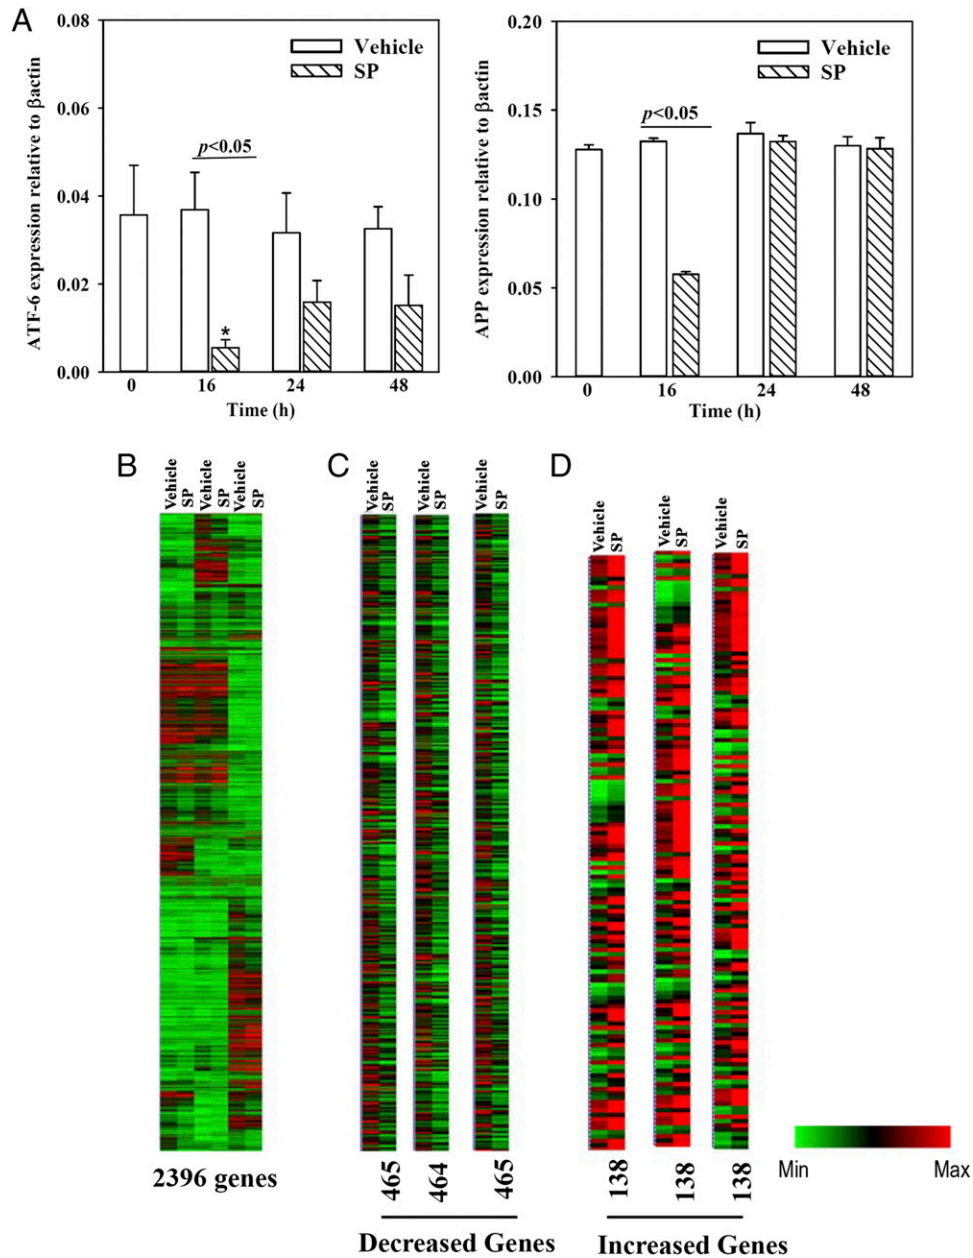 A
ATF-6 expression relative to βactin
0.08
0.06
0.04
0.02
0.00
Vehicle
SP
p<0.05
*
0 16 24 48
Time (h)
APP expression relative to βactin
0.20
0.15
0.10
0.05
0.00
Vehicle
SP
p<0.05
0 16 24 48
Time (h)
B
Vehicle
SP
Vehicle
SP
Vehicle
SP
2396 genes
C
Vehicle
SP
Vehicle
SP
Vehicle
SP
465
464
465
Decreased Genes
D
Vehicle
SP
Vehicle
SP
Vehicle
SP
138
138
138
Increased Genes
Min Max